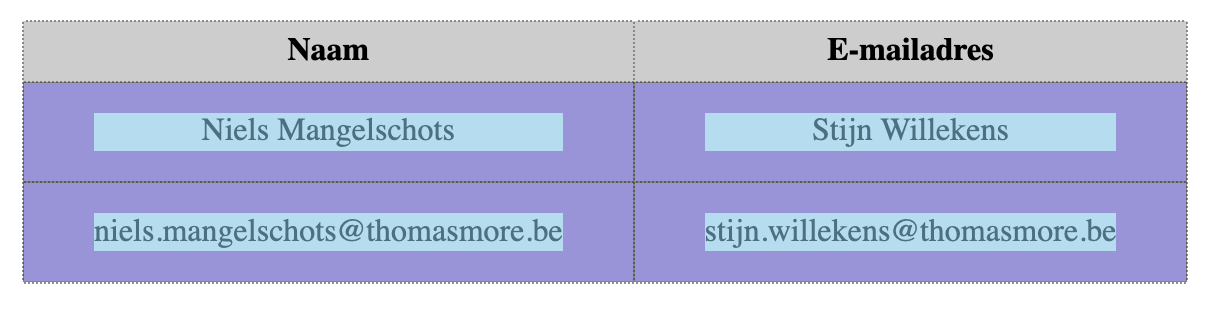 Naam E-mailadres
Niels Mangelschots Stijn Willekens
niels.mangelschots@thomasmore.be stijn.willekens@thomasmore.be